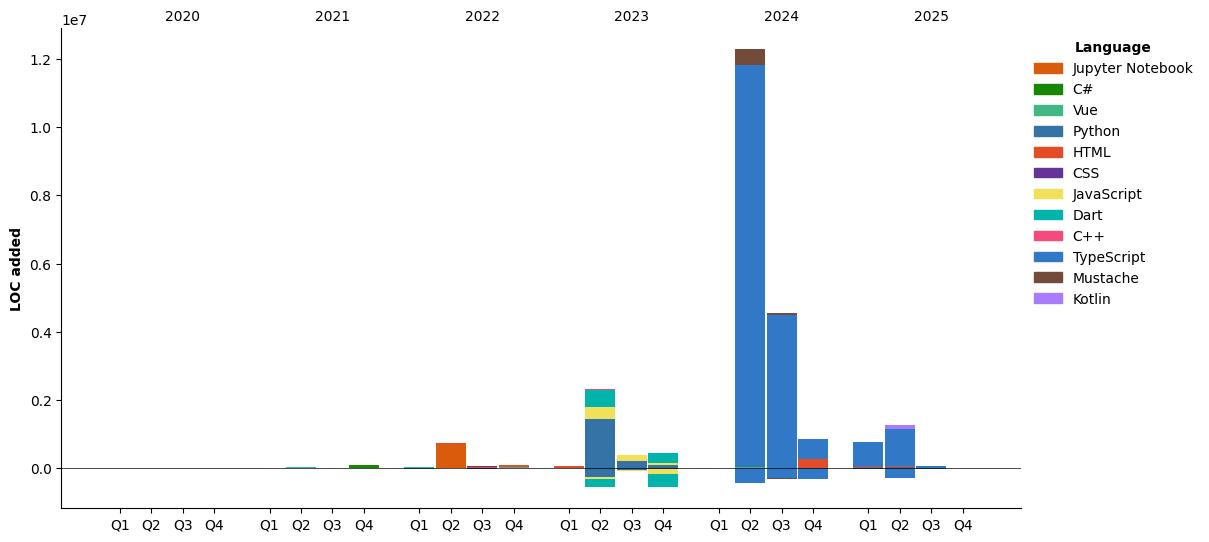 1e7
2020 2021 2022 2023 2024 2025
LOC added
1.2
1.0
0.8
0.6
0.4
0.2
0.0
Q1 Q2 Q3 Q4 Q1 Q2 Q3 Q4 Q1 Q2 Q3 Q4 Q1 Q2 Q3 Q4 Q1 Q2 Q3 Q4 Q1 Q2 Q3 Q4
Language
Jupyter Notebook
C#
Vue
Python
HTML
CSS
JavaScript
Dart
C++
TypeScript
Mustache
Kotlin